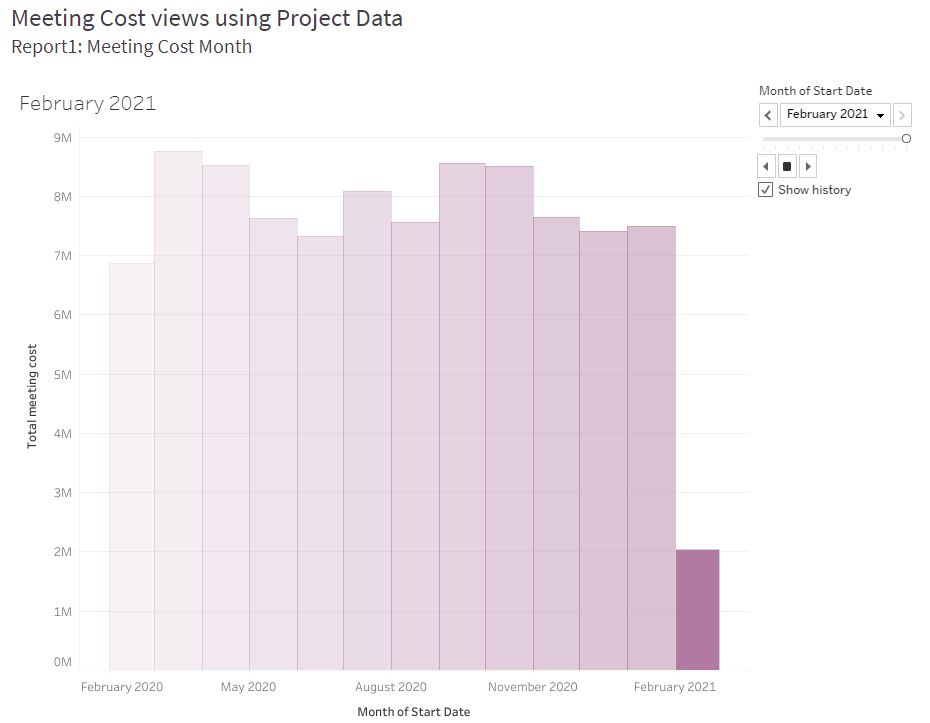 Meeting Cost views using Project Data
Report1: Meeting Cost Month
February 2021
Month of Start Date
February 2021
Show history
9M
8M
7M
6M
5M
4M
3M
2M
1M
0M
Total meeting cost
February 2020
May 2020
August 2020
November 2020
February 2021
Month of Start Date